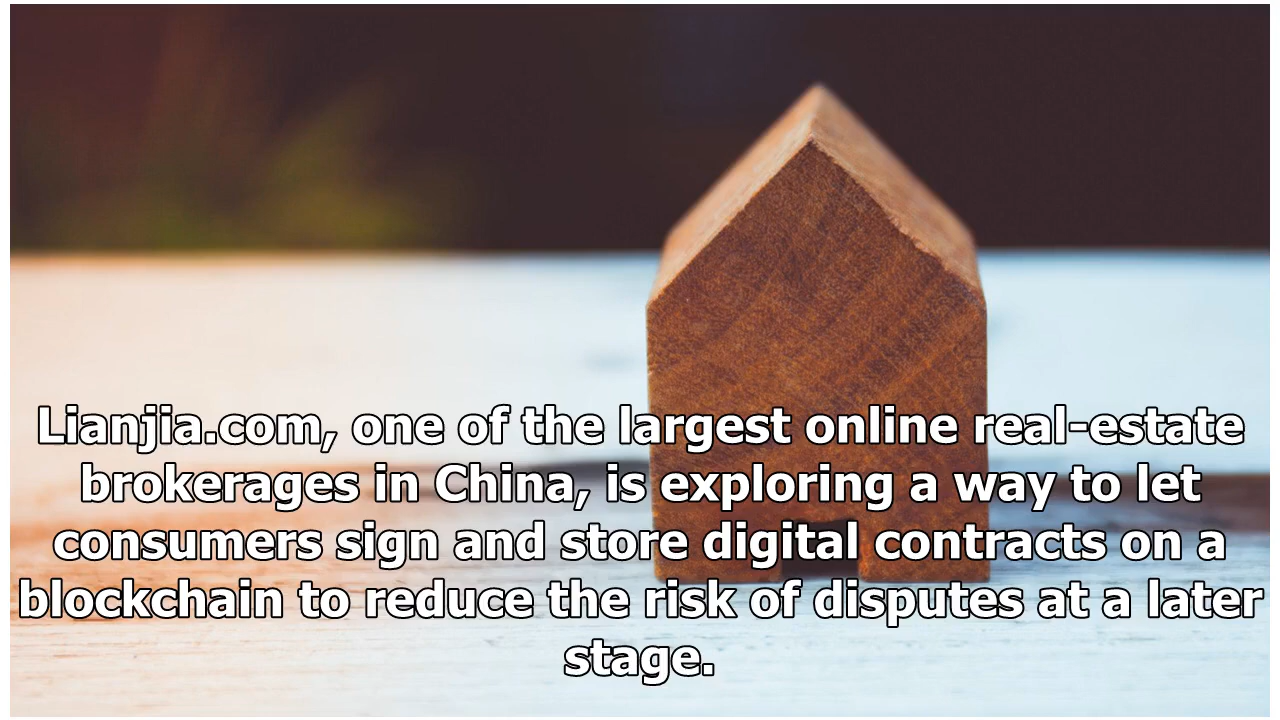 Lianjia.com, one of the largest online real-estate
brokerages in China, is exploring a way to let
consumers sign and store digital contracts on a
blockchain to reduce the risk of disputes at a later
stage.